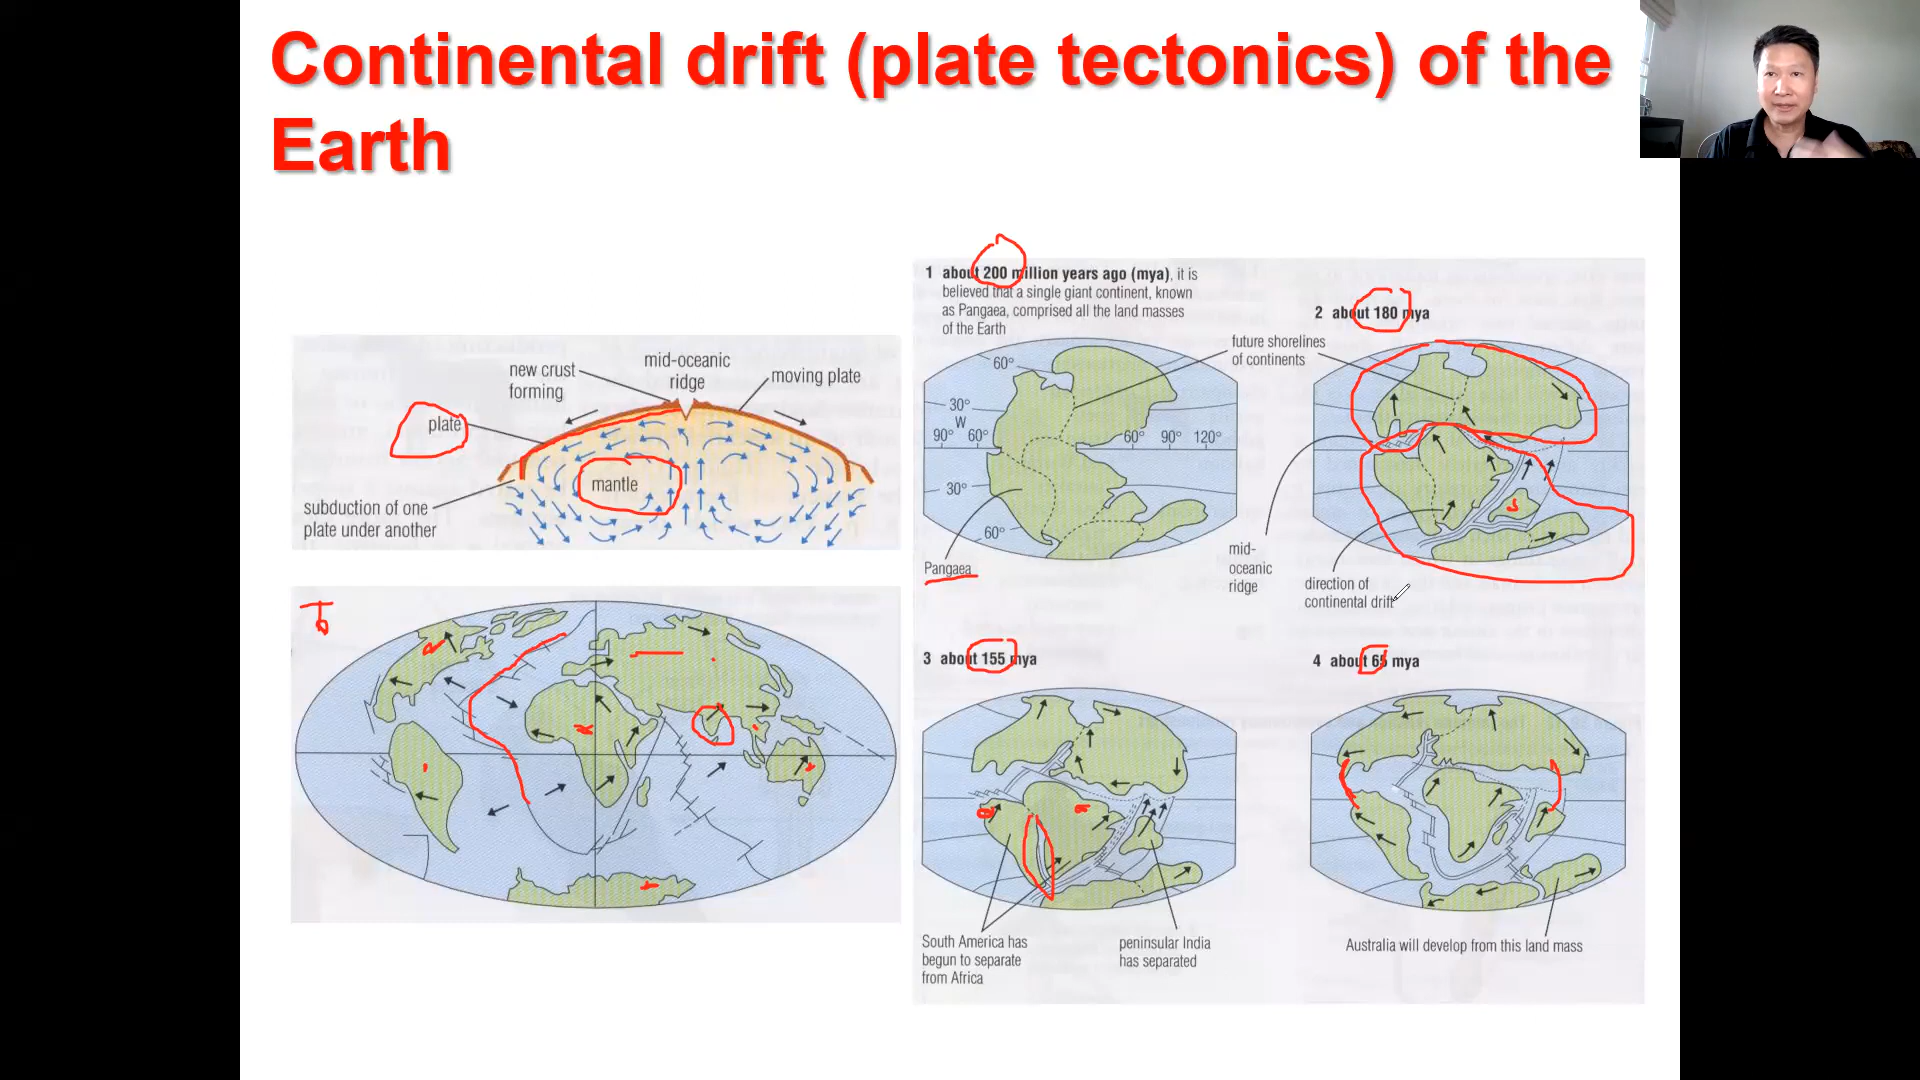 Continental drift (plate tectonics) of the
Earth
new crust
forming
mid-oceanic
ridge
moving plate
plate
mantle
subduction of one
plate under another
1 about 200 million years ago (mya), it is
believed that a single giant continent, known
as Pangaea, comprised all the land masses
of the Earth
future shorelines
of continents
60°
30°
W
90° 60°
60° 90° 120°
30°
60°
Pangaea
2 about 180 mya
mid-
oceanic
ridge
direction of
continental drift
3 about 155 mya
South America has
begun to separate
from Africa
peninsular India
has separated
4 about 65 mya
Australia will develop from this land mass